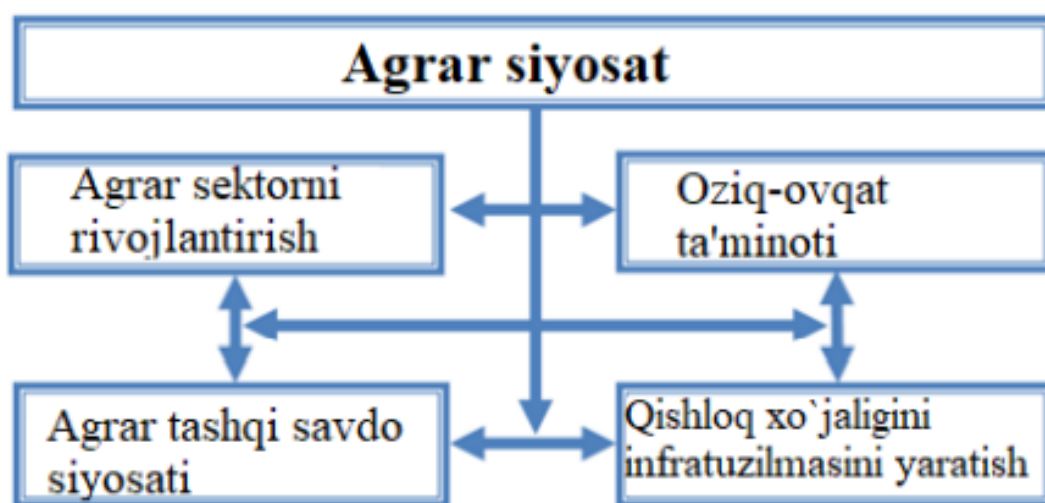 Agrar siyosat
Agrar sektorni
rivojlantirish
Oziq-ovqat
ta'minoti
Agrar tashqi savdo
siyosati
Qishloq xo`jaligini
infratuzilmasini yaratish